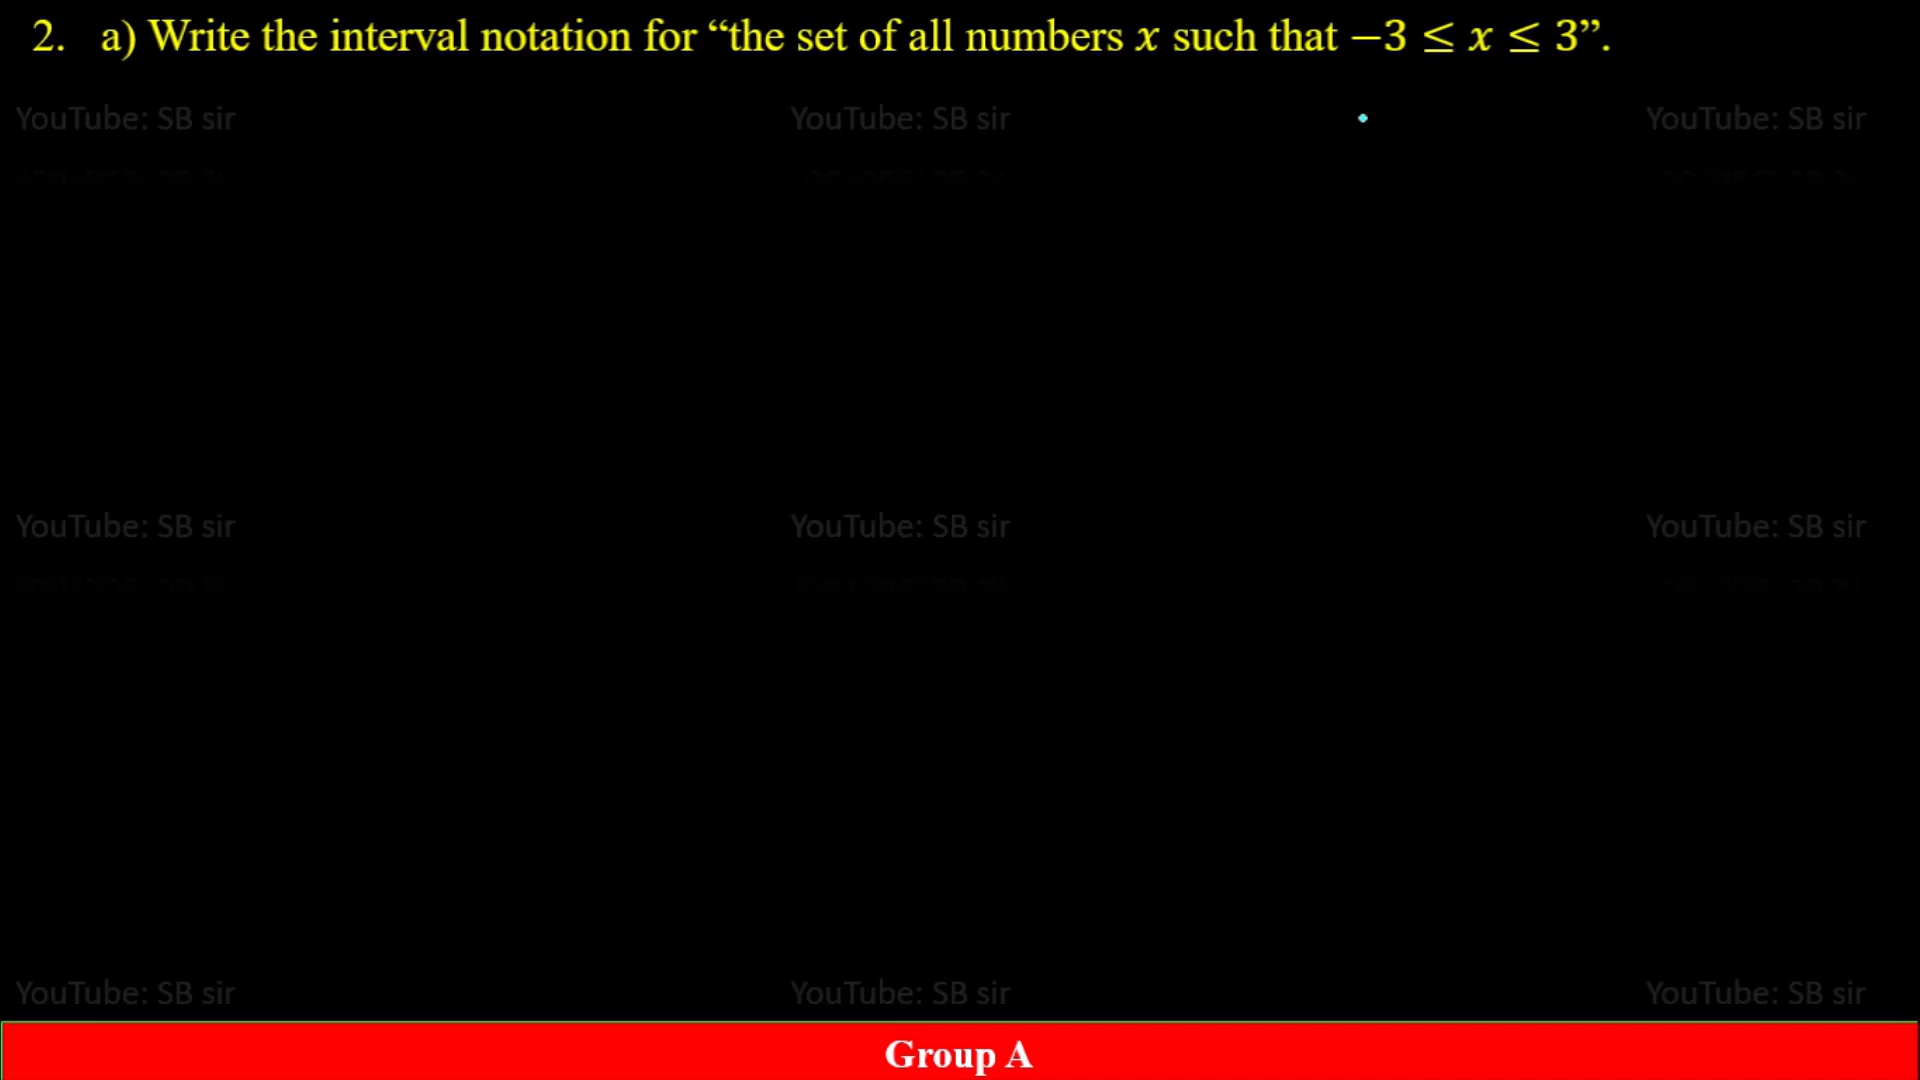 2. a) Write the interval notation for “the set of all numbers x such that −3 ≤ x ≤ 3”.
YouTube: SB sir YouTube: SB sir YouTube: SB sir
YouTube: SB sir YouTube: SB sir YouTube: SB sir
YouTube: SB sir YouTube: SB sir YouTube: SB sir
Group A